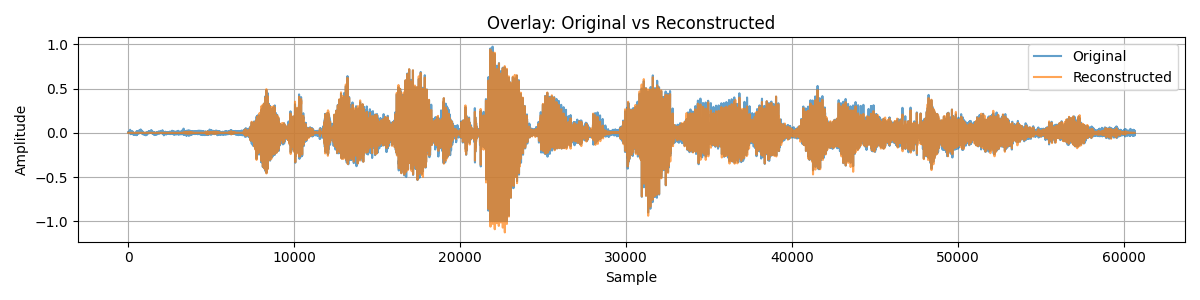 Overlay: Original vs Reconstructed
Original
Reconstructed
Amplitude
1.0
0.5
0.0
−0.5
−1.0
0 10000 20000 30000 40000 50000 60000
Sample